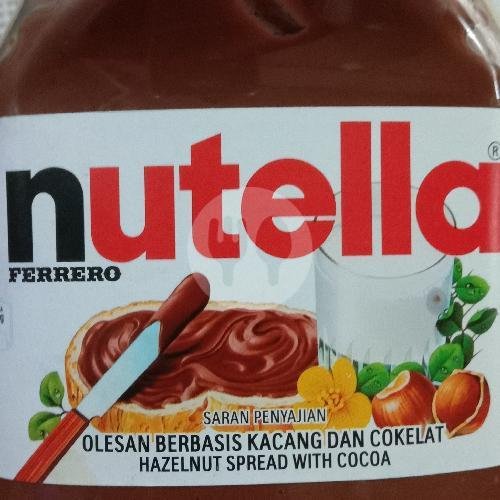 nutella®
FERRERO
SARAN PENYAJIAN
OLESAN BERBASIS KACANG DAN COKELAT
HAZELNUT SPREAD WITH COCOA